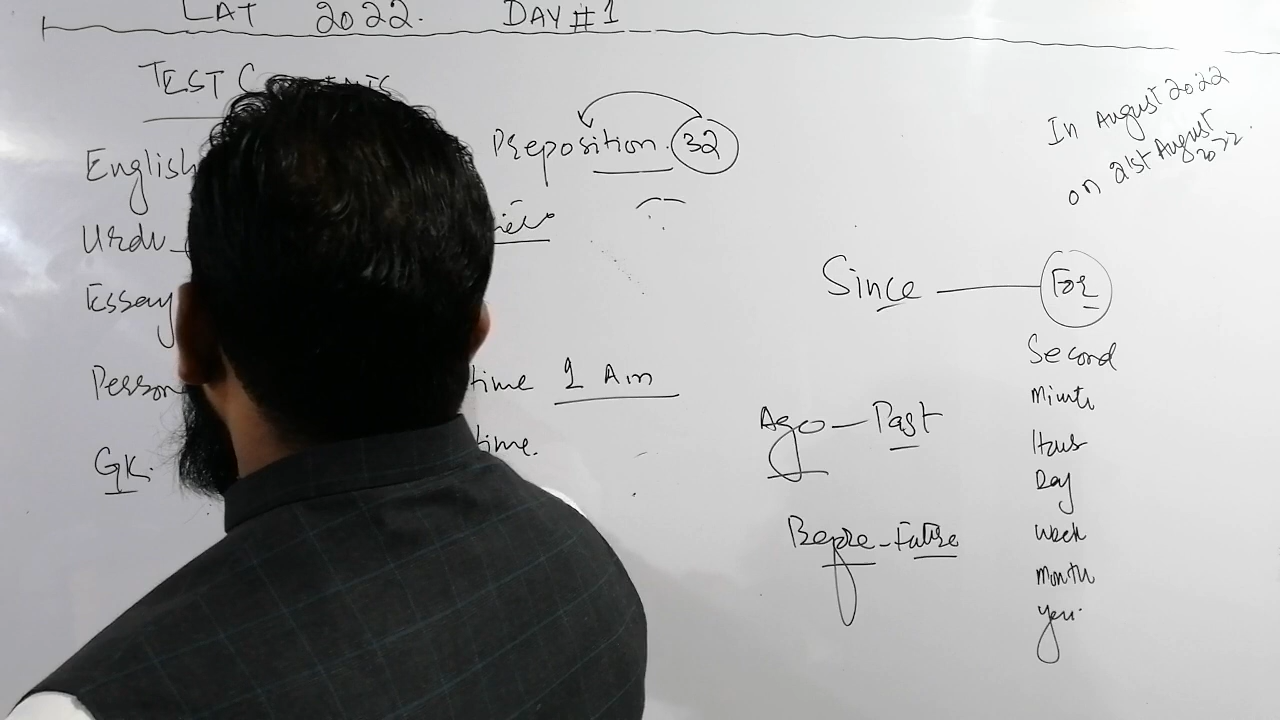 LAT 2022. DAY #1
TEST
English
Urdu
Essay
Person
GK.
Preposition. 32
time 1 Am
time.
In August 2022
on 21st August 2022.
Since — For
Second
Minute
Hour
Day
Week
Month
Year
Ago — Past
Before - Future